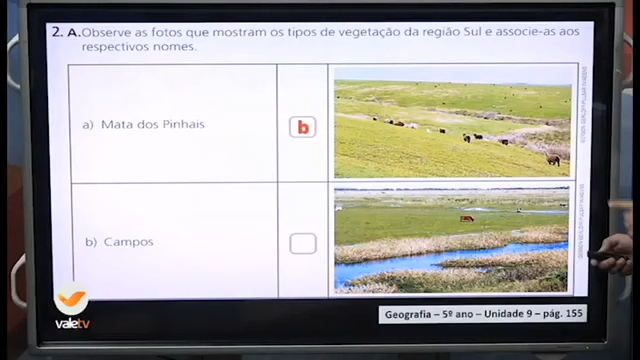 2. A. Observe as fotos que mostram os tipos de vegetação da região Sul e associe-as aos
respectivos nomes.
a) Mata dos Pinhais
b
b) Campos
valetv
Geografia – 5º ano – Unidade 9 – pág. 155